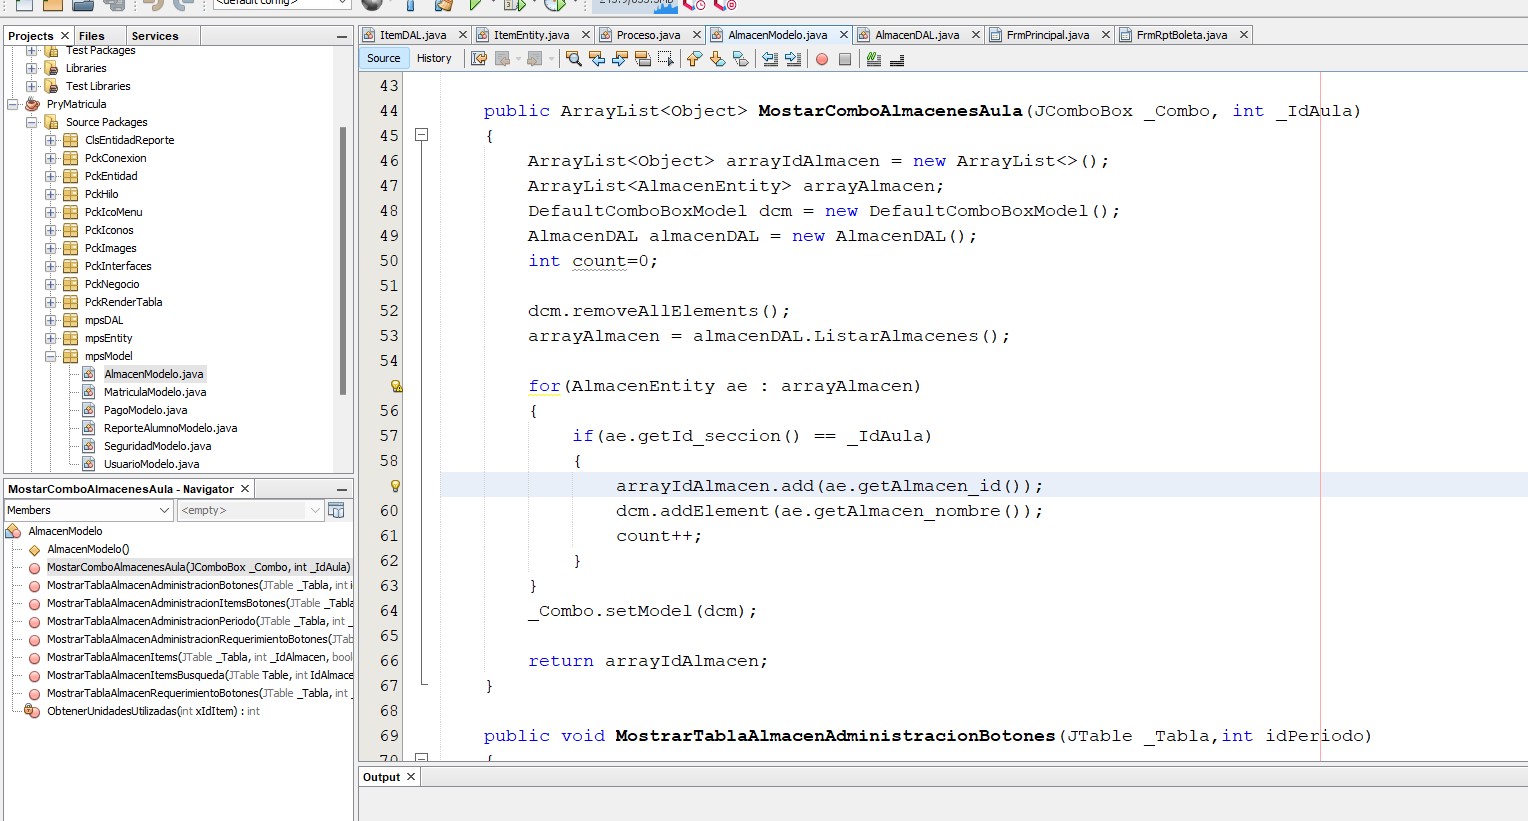 <default config>
Projects Files Services
Test Packages
Libraries
Test Libraries
PryMatricula
Source Packages
ClsEntidadReporte
PckConexion
PckEntidad
PckHilo
PckIcoMenu
PckIconos
PckImages
PckInterfaces
PckNegocio
PckRenderTabla
mpsDAL
mpsEntity
mpsModel
AlmacenModelo.java
MatriculaModelo.java
PagoModelo.java
ReporteAlumnoModelo.java
SeguridadModelo.java
UsuarioModelo.java
MostarComboAlmacenesAula - Navigator
Members <empty>
AlmacenModelo
AlmacenModelo()
MostarComboAlmacenesAula(JComboBox _Combo, int _IdAula)
MostrarTablaAlmacenAdministracionBotones(JTable _Tabla, int i
MostrarTablaAlmacenAdministracionItemsBotones(JTable _Tabla
MostrarTablaAlmacenAdministracionPeriodo(JTable _Tabla, int _
MostrarTablaAlmacenAdministracionRequerimientoBotones(JTab
MostrarTablaAlmacenItems(JTable _Tabla, int _IdAlmacen, bool
MostrarTablaAlmacenItemsBusqueda(JTable Table, int IdAlmace
MostrarTablaAlmacenRequerimientoBotones(JTable _Tabla, int _
ObtenerUnidadesUtilizadas(int xIdItem) : int
ItemDAL.java ItemEntity.java Proceso.java AlmacenModelo.java AlmacenDAL.java FrmPrincipal.java FrmRptBoleta.java
Source History
43
44 public ArrayList<Object> MostarComboAlmacenesAula(JComboBox _Combo, int _IdAula)
45 {
46 ArrayList<Object> arrayIdAlmacen = new ArrayList<>();
47 ArrayList<AlmacenEntity> arrayAlmacen;
48 DefaultComboBoxModel dcm = new DefaultComboBoxModel();
49 AlmacenDAL almacenDAL = new AlmacenDAL();
50 int count=0;
51
52 dcm.removeAllElements();
53 arrayAlmacen = almacenDAL.ListarAlmacenes();
54
for(AlmacenEntity ae : arrayAlmacen)
56 {
57 if(ae.getId_seccion() == _IdAula)
58 {
arrayIdAlmacen.add(ae.getAlmacen_id());
60 dcm.addElement(ae.getAlmacen_nombre());
61 count++;
62 }
63 }
64 _Combo.setModel(dcm);
65
66 return arrayIdAlmacen;
67 }
68
69 public void MostrarTablaAlmacenAdministracionBotones(JTable _Tabla,int idPeriodo)
70 {
Output